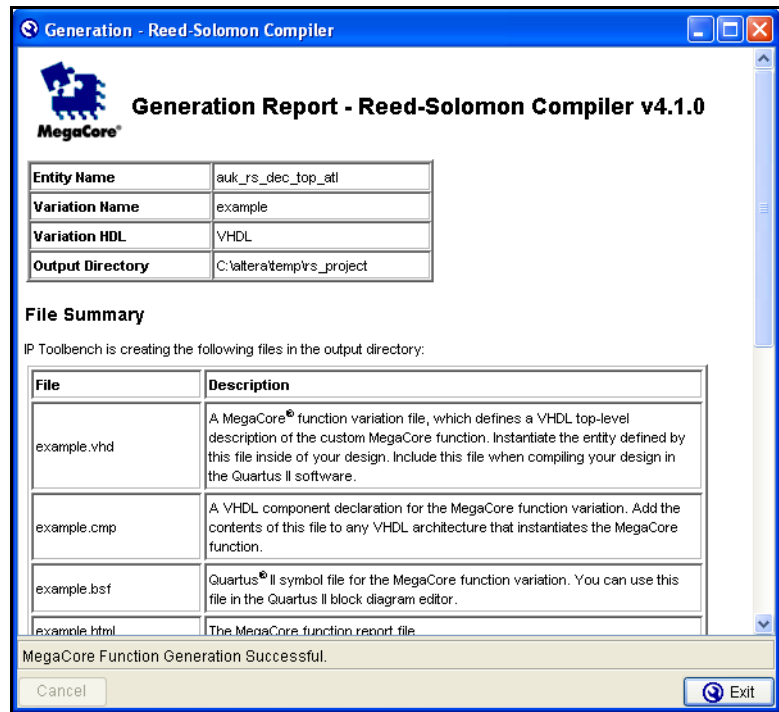 Generation - Reed-Solomon Compiler
MegaCore®
Generation Report - Reed-Solomon Compiler v4.1.0
Entity Name auk_rs_dec_top_atl
Variation Name example
Variation HDL VHDL
Output Directory C:\altera\temp\rs_project
File Summary
IP Toolbench is creating the following files in the output directory:
File Description
example.vhd
A MegaCore® function variation file, which defines a VHDL top-level
description of the custom MegaCore function. Instantiate the entity defined by
this file inside of your design. Include this file when compiling your design in
the Quartus II software.
example.cmp
A VHDL component declaration for the MegaCore function variation. Add the
contents of this file to any VHDL architecture that instantiates the MegaCore
function.
example.bsf
Quartus® II symbol file for the MegaCore function variation. You can use this
file in the Quartus II block diagram editor.
example.html The MegaCore function report file.
MegaCore Function Generation Successful.
Cancel Exit